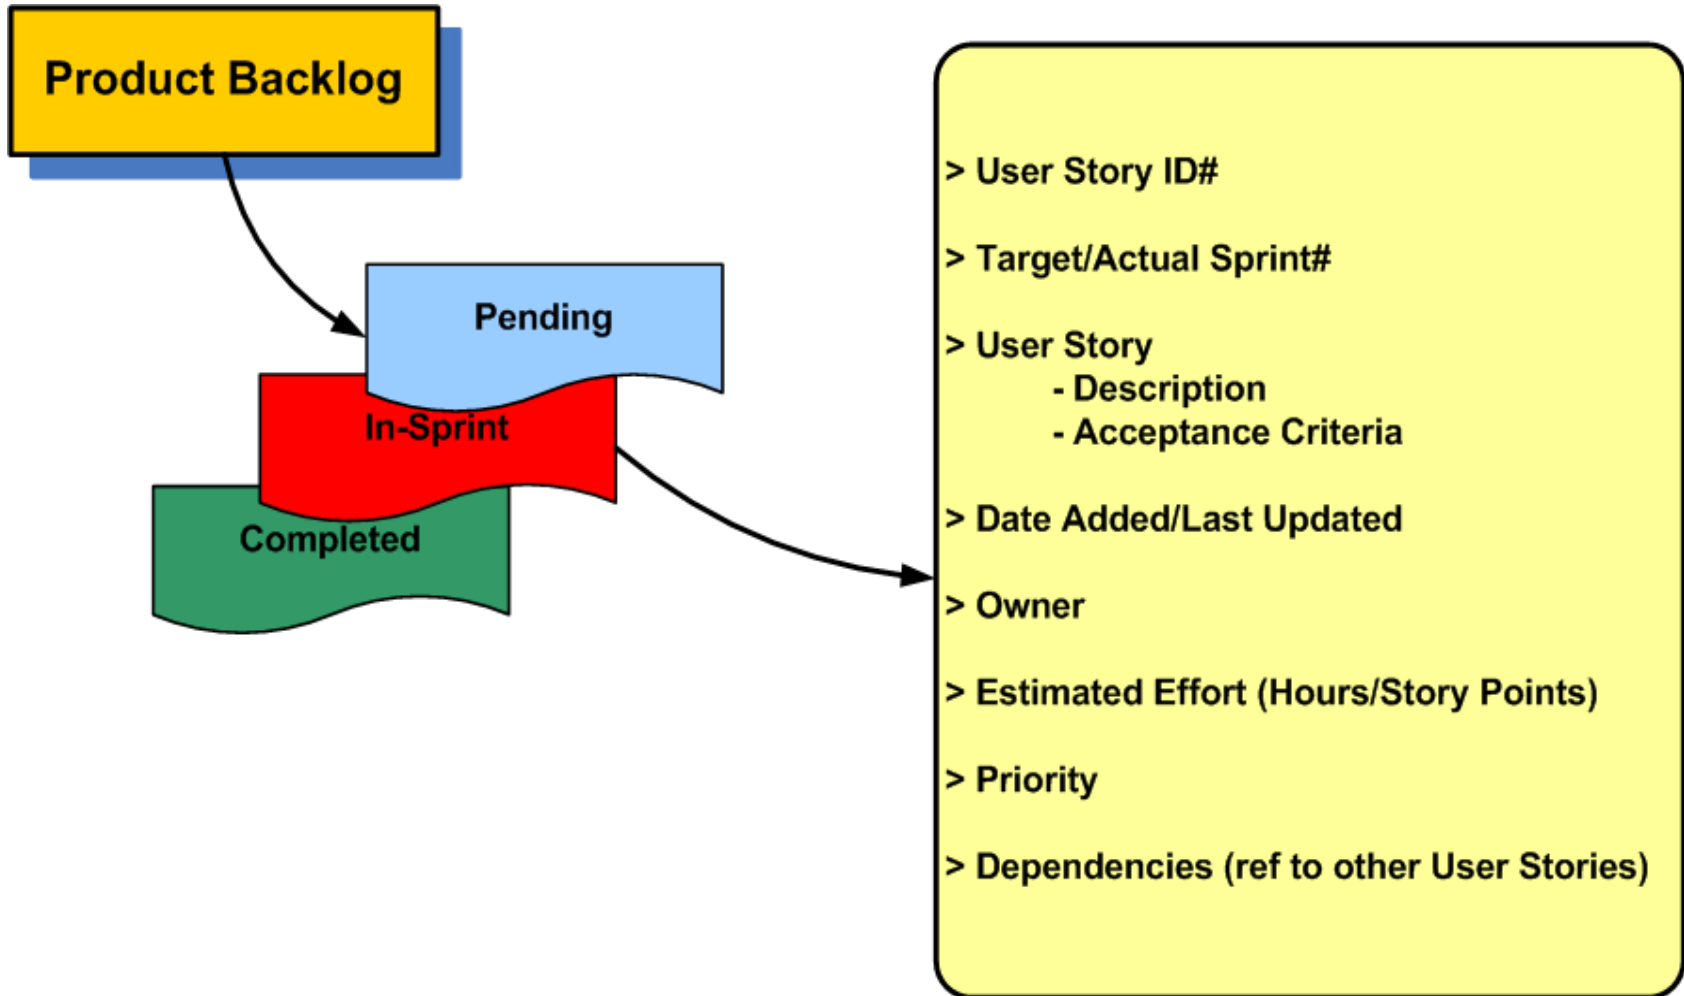 Product Backlog
Pending
In-Sprint
Completed
> User Story ID#
> Target/Actual Sprint#
> User Story
- Description
- Acceptance Criteria
> Date Added/Last Updated
> Owner
> Estimated Effort (Hours/Story Points)
> Priority
> Dependencies (ref to other User Stories)